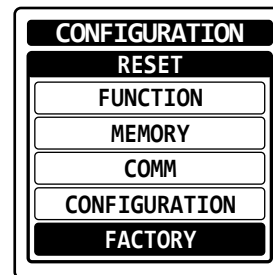 CONFIGURATION
RESET
FUNCTION
MEMORY
COMM
CONFIGURATION
FACTORY